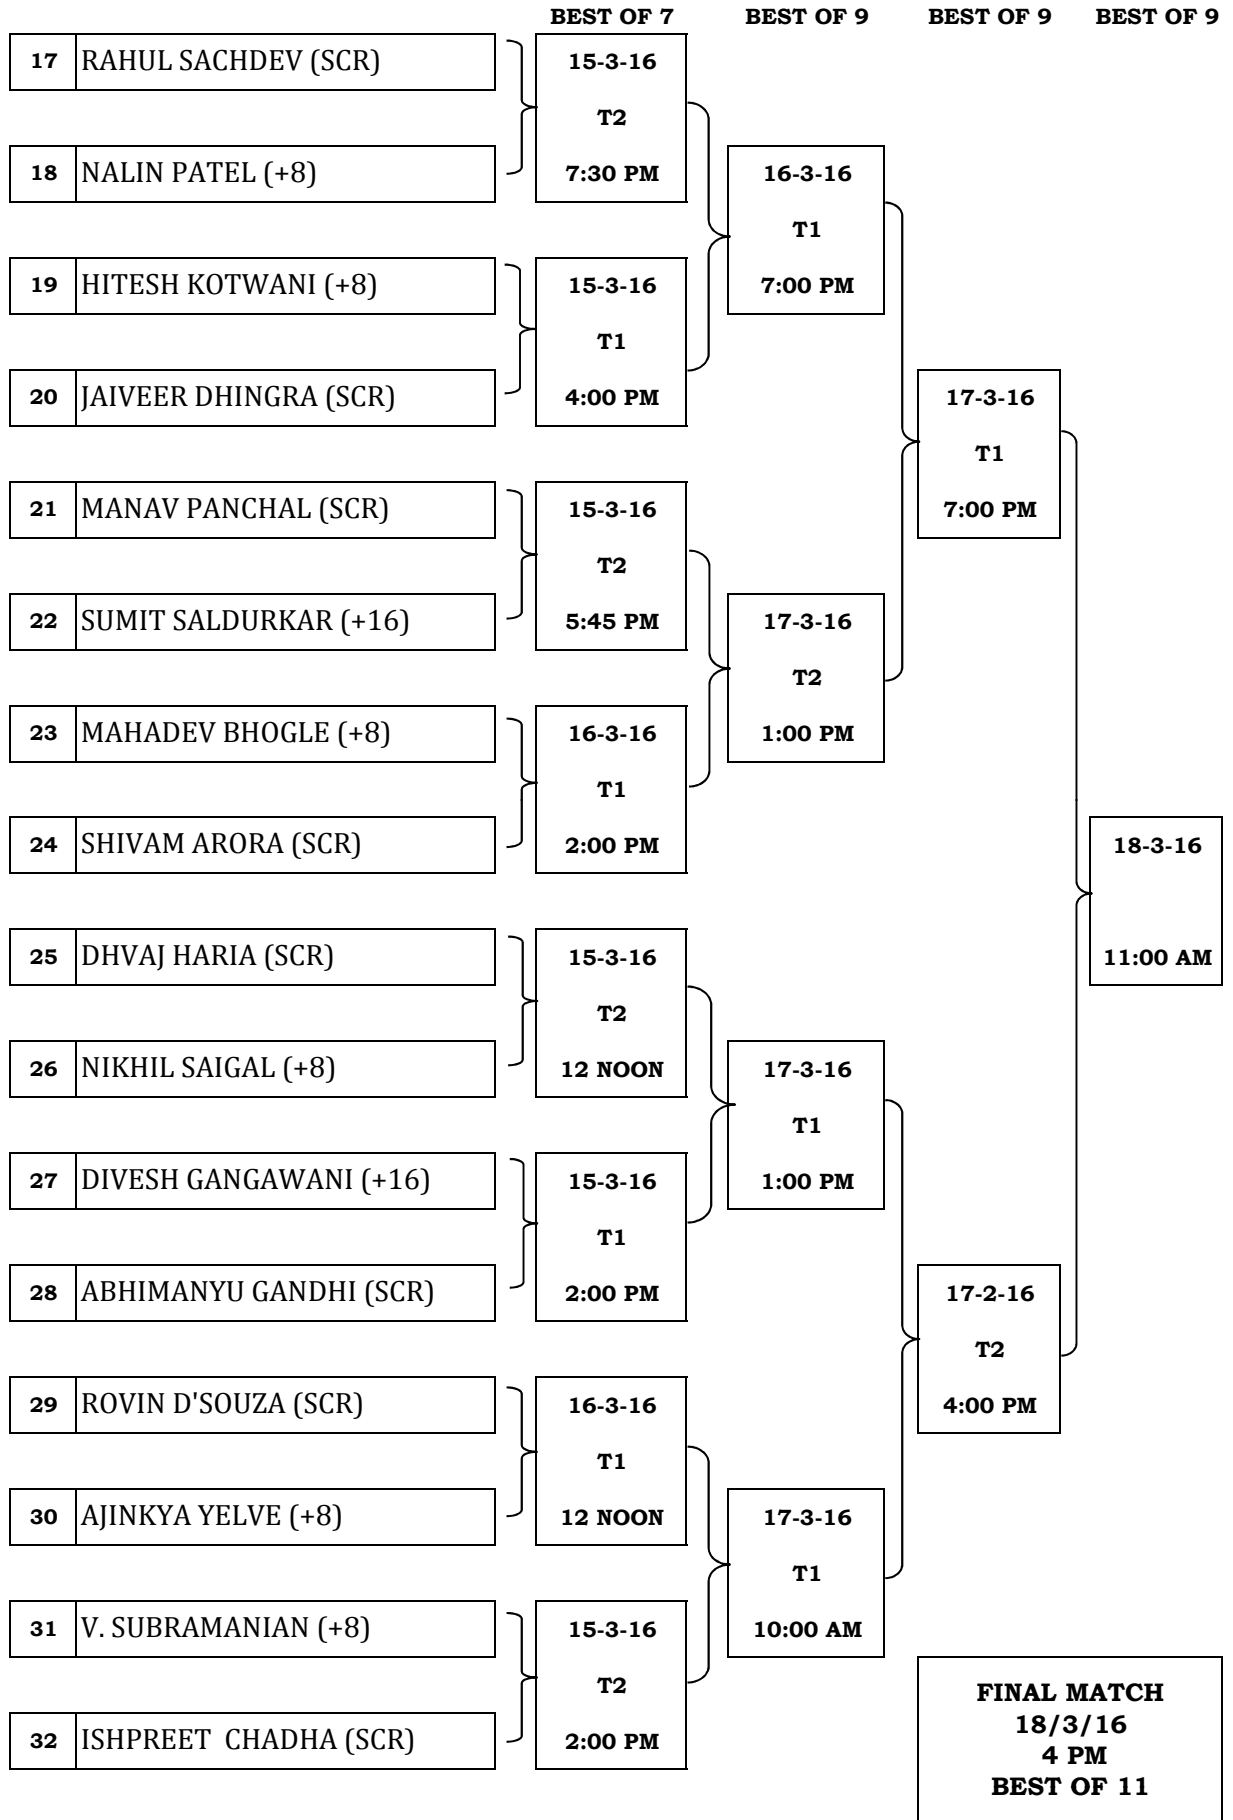 BEST OF 7 BEST OF 9 BEST OF 9 BEST OF 9
17 RAHUL SACHDEV (SCR) 15-3-16
T2
18 NALIN PATEL (+8) 7:30 PM 16-3-16
T1
19 HITESH KOTWANI (+8) 15-3-16 7:00 PM
T1
20 JAIVEER DHINGRA (SCR) 4:00 PM 17-3-16
T1
21 MANAV PANCHAL (SCR) 15-3-16 7:00 PM
T2
22 SUMIT SALDURKAR (+16) 5:45 PM 17-3-16
T2
23 MAHADEV BHOGLE (+8) 16-3-16 1:00 PM
T1
24 SHIVAM ARORA (SCR) 2:00 PM 18-3-16
25 DHVAJ HARIA (SCR) 15-3-16 11:00 AM
T2
26 NIKHIL SAIGAL (+8) 12 NOON 17-3-16
T1
27 DIVESH GANGAWANI (+16) 15-3-16 1:00 PM
T1
28 ABHIMANYU GANDHI (SCR) 2:00 PM 17-2-16
T2
29 ROVIN D'SOUZA (SCR) 16-3-16 4:00 PM
T1
30 AJINKYA YELVE (+8) 12 NOON 17-3-16
T1
31 V. SUBRAMANIAN (+8) 15-3-16 10:00 AM
T2
32 ISHPREET  CHADHA (SCR) 2:00 PM
FINAL MATCH
18/3/16
4 PM
BEST OF 11